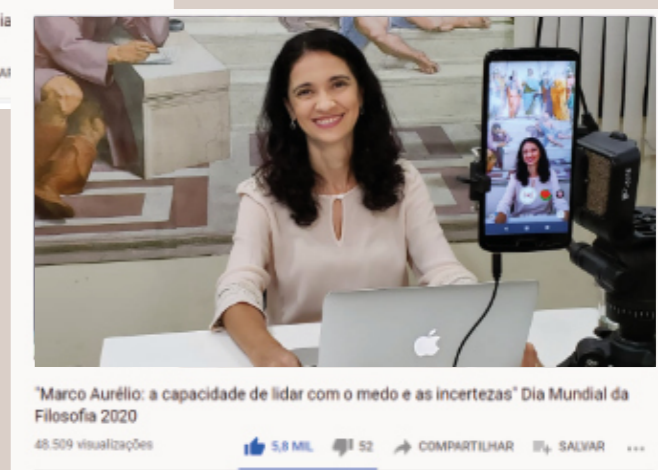 ia
"Marco Aurélio: a capacidade de lidar com o medo e as incertezas" Dia Mundial da
Filosofia 2020
48.509 visualizações 5,8 MIL 52 COMPARTILHAR SALVAR